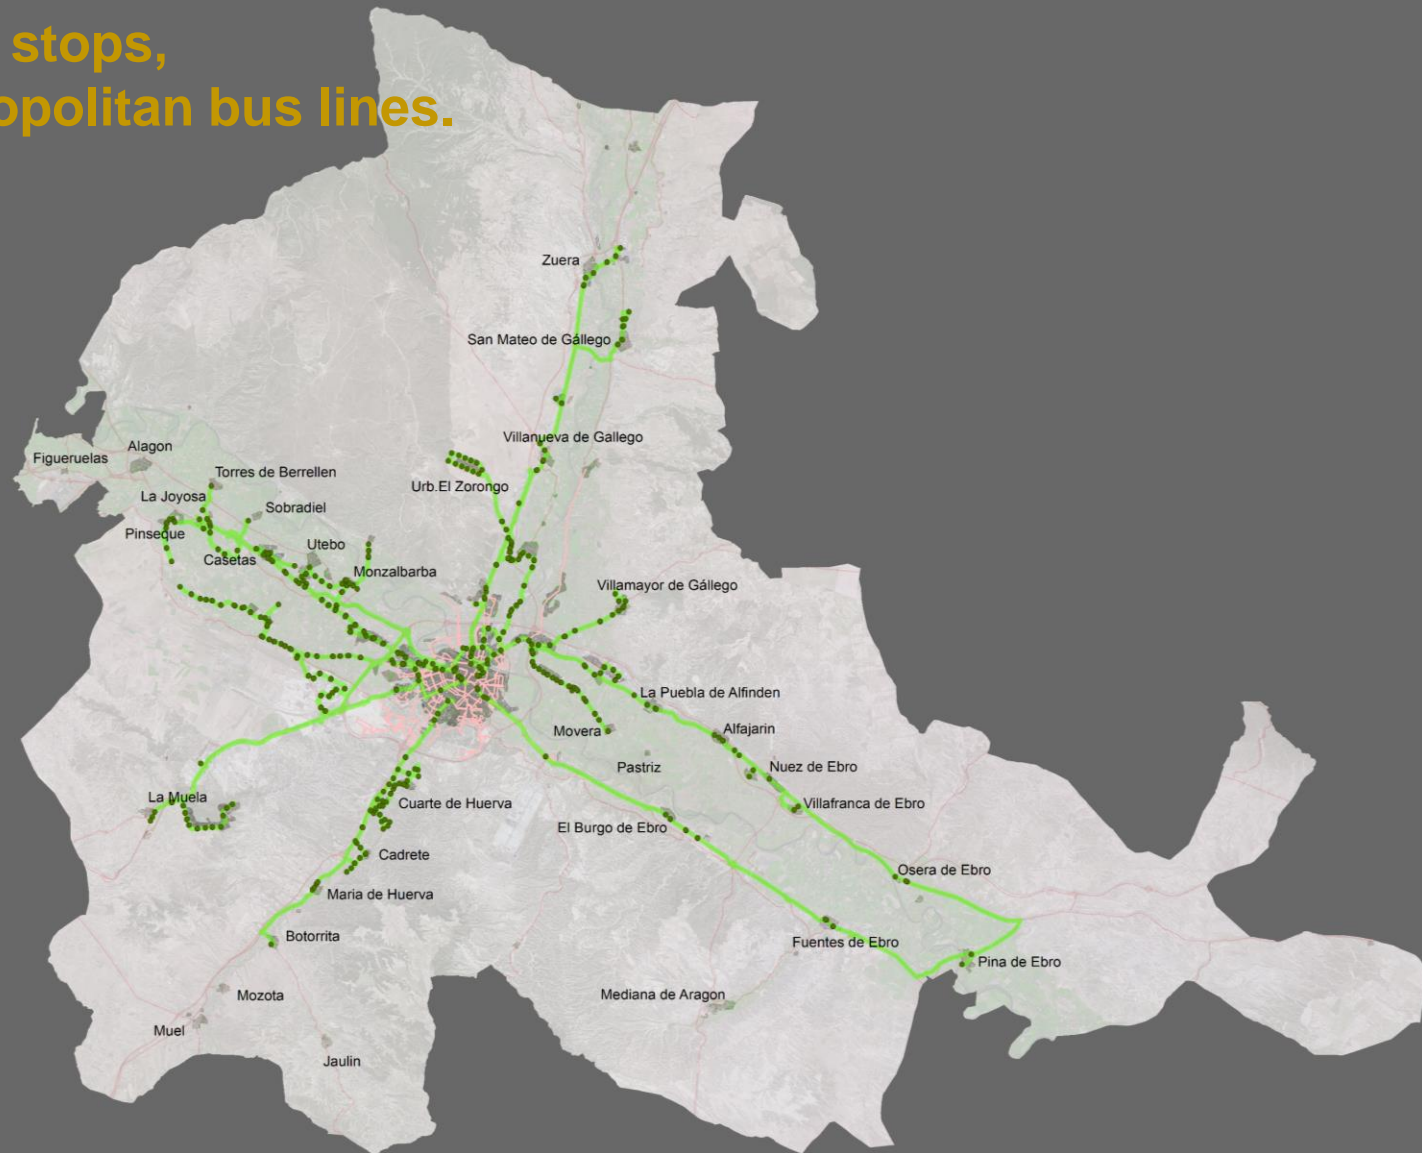 stops,
opolitan bus lines.
Zuera
San Mateo de Gállego
Villanueva de Gallego
Alagon
Figueruelas
Torres de Berrellen
Urb.El Zorongo
La Joyosa
Sobradiel
Pinseque
Utebo
Casetas
Monzalbarba
Villamayor de Gállego
La Puebla de Alfinden
Movera
Alfajarin
Pastriz
Nuez de Ebro
La Muela
Cuarte de Huerva
Villafranca de Ebro
El Burgo de Ebro
Cadrete
Osera de Ebro
Maria de Huerva
Botorrita
Fuentes de Ebro
Pina de Ebro
Mozota
Mediana de Aragon
Muel
Jaulin